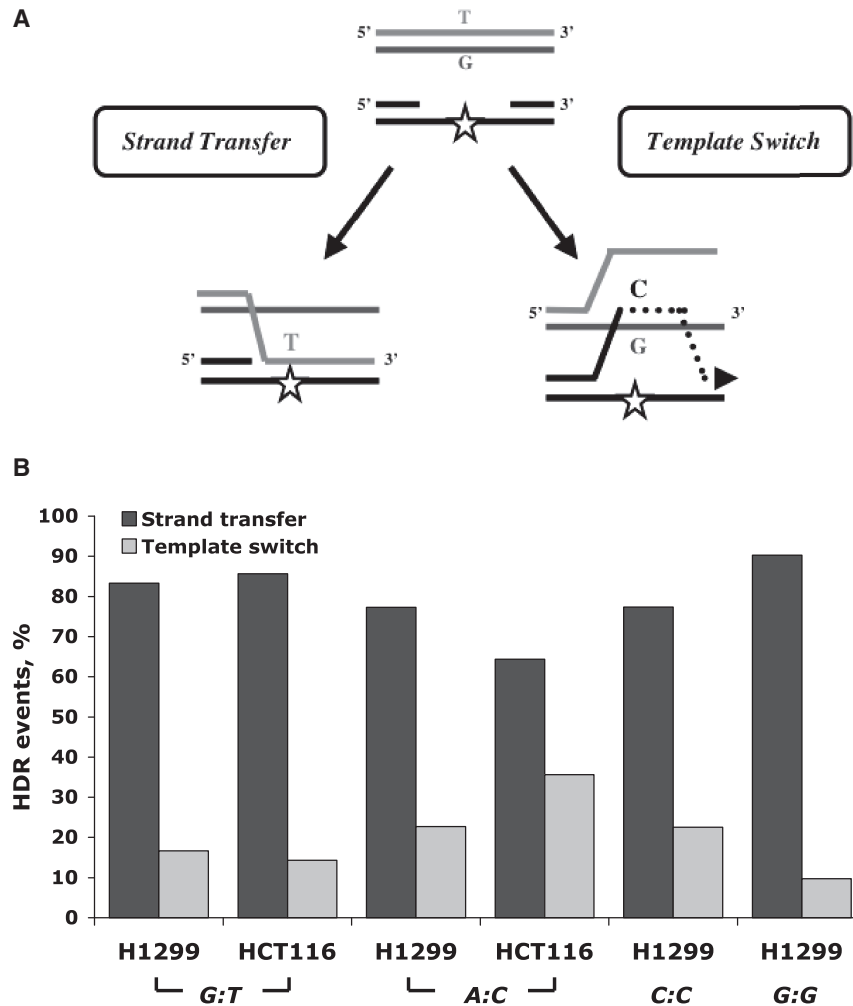 A
T
5’ 3’
G
5’ 3’
Strand Transfer
Template Switch
T
5’ 3’
C
5’ 3’
G
B
HDR events, %
100
90
80
70
60
50
40
30
20
10
0
Strand transfer
Template switch
H1299 HCT116 H1299 HCT116 H1299 H1299
G:T A:C C:C G:G